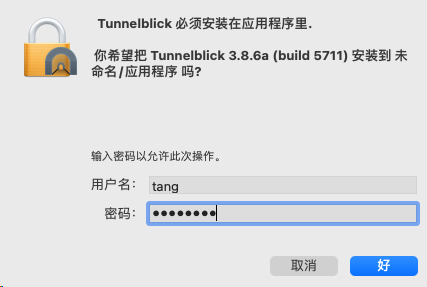 Tunnelblick 必须安装在应用程序里.
你希望把 Tunnelblick 3.8.6a (build 5711) 安装到 未
命名/应用程序 吗?
输入密码以允许此次操作。
用户名: tang
密码: ●●●●●●●●
取消 好